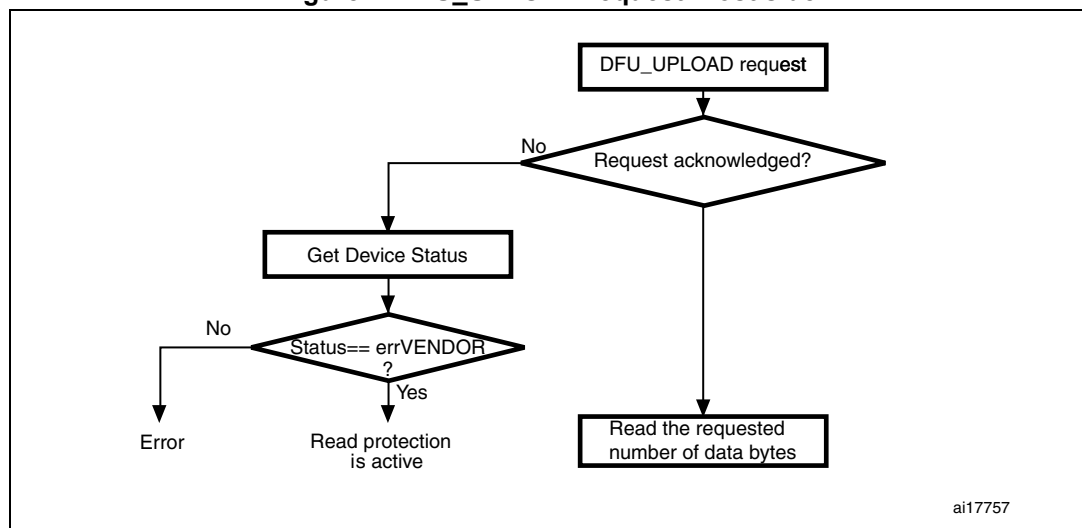 DFU_UPLOAD request
No
Request acknowledged?
Get Device Status
No
Status== errVENDOR
?
Yes
Error
Read protection
is active
Read the requested
number of data bytes
ai17757